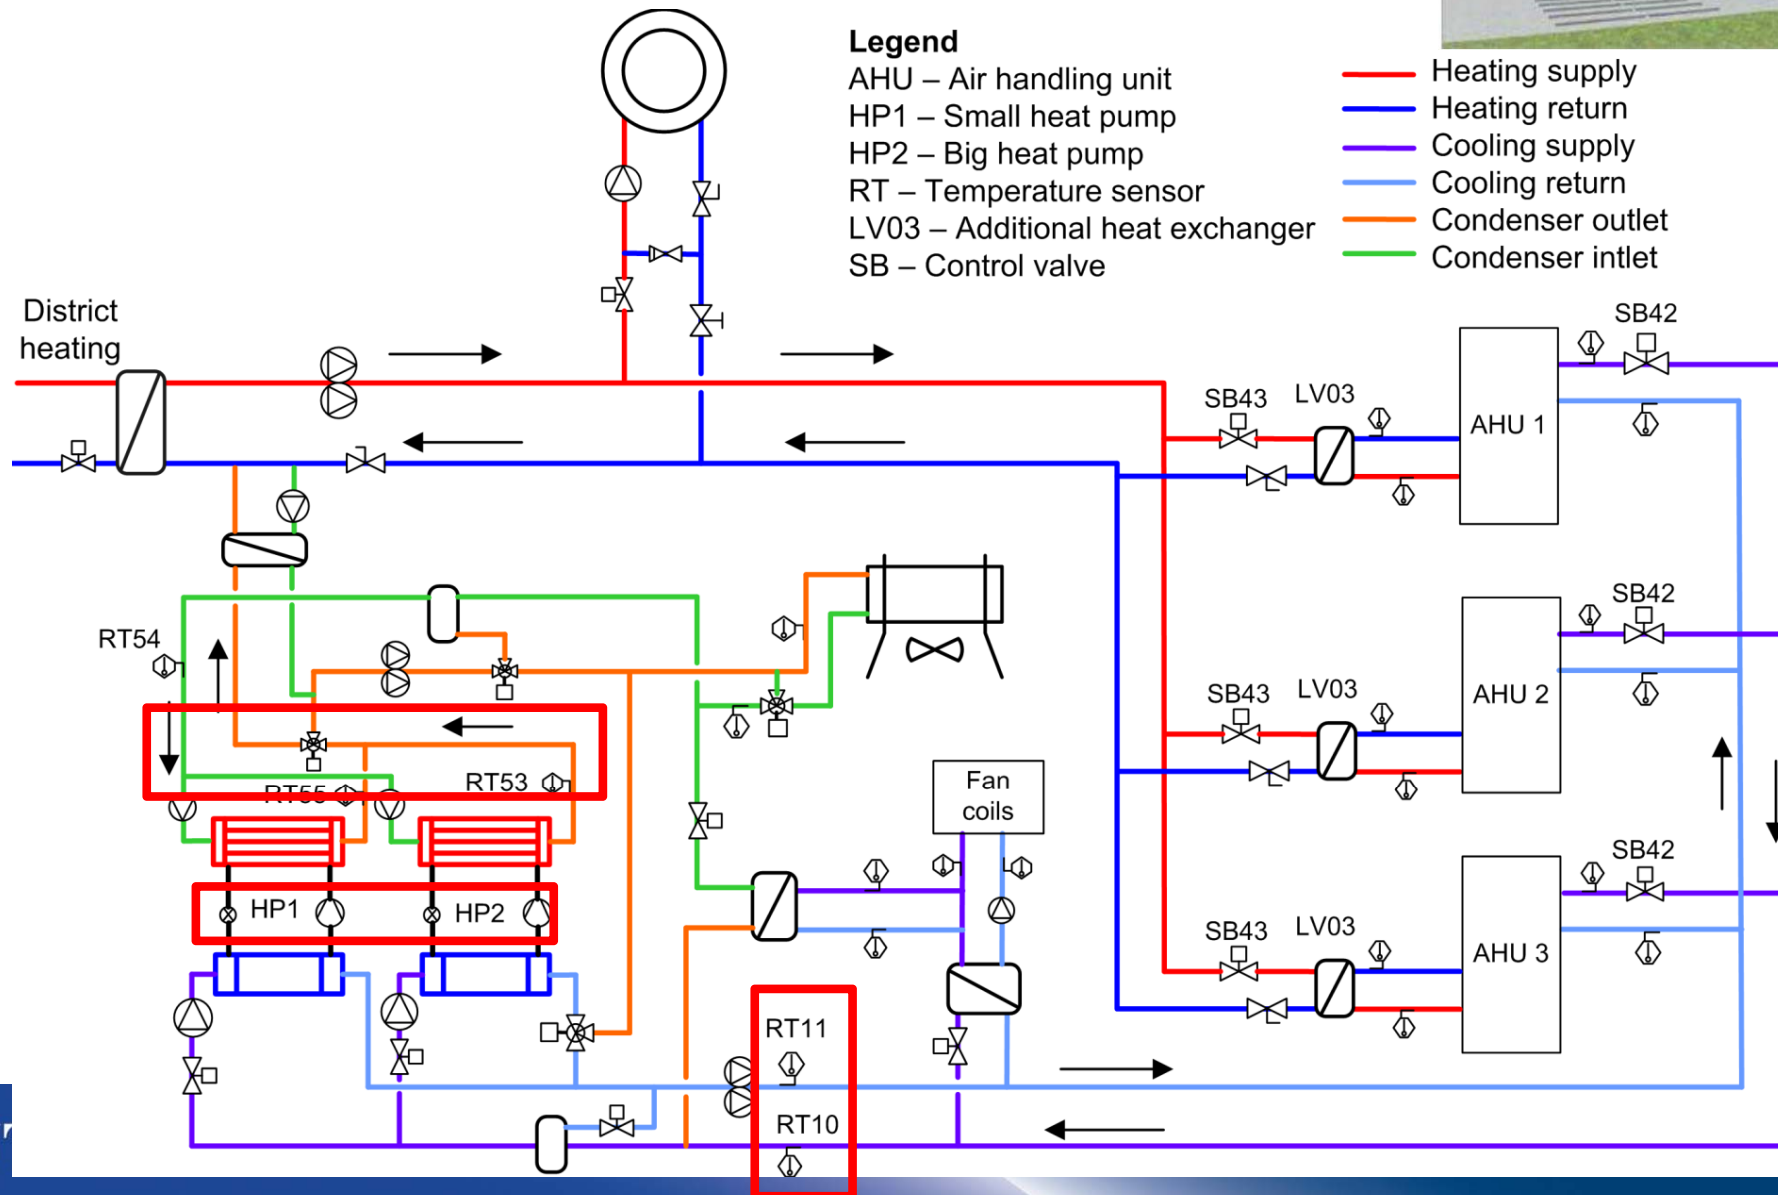 Legend
AHU – Air handling unit
HP1 – Small heat pump
HP2 – Big heat pump
RT – Temperature sensor
LV03 – Additional heat exchanger
SB – Control valve
Heating supply
Heating return
Cooling supply
Cooling return
Condenser outlet
Condenser intlet
District
heating
SB42
SB43
LV03
AHU 1
SB42
SB43
LV03
AHU 2
RT54
RT53
RT55
Fan
coils
SB42
SB43
LV03
AHU 3
HP1
HP2
RT11
RT10